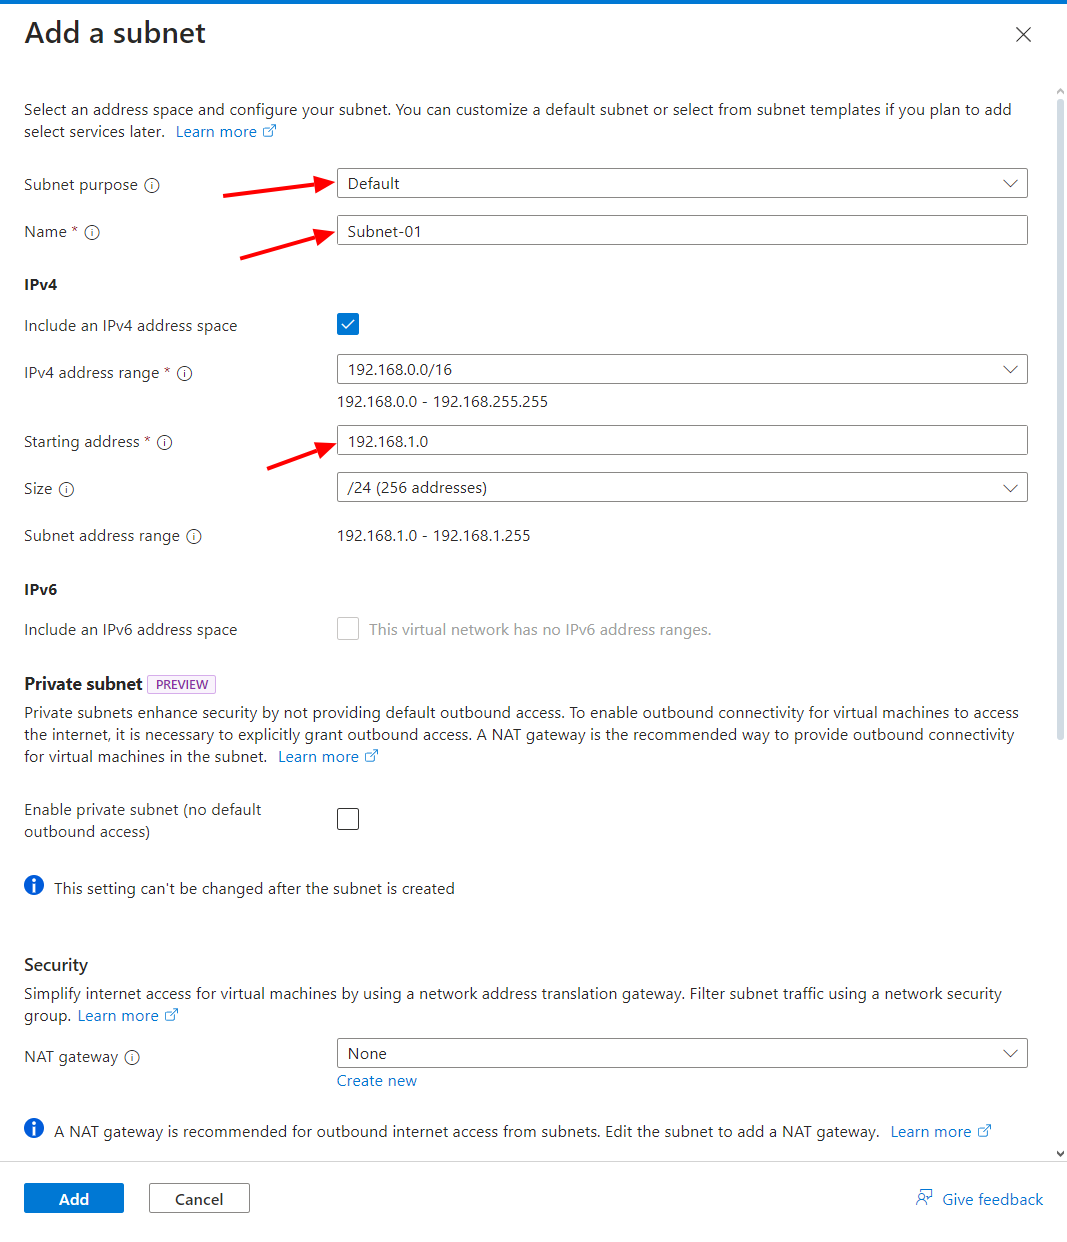 Add a subnet
Select an address space and configure your subnet. You can customize a default subnet or select from subnet templates if you plan to add
select services later. Learn more
Subnet purpose
Default
Name *
Subnet-01
IPv4
Include an IPv4 address space
IPv4 address range *
192.168.0.0/16
192.168.0.0 - 192.168.255.255
Starting address *
192.168.1.0
Size
/24 (256 addresses)
Subnet address range
192.168.1.0 - 192.168.1.255
IPv6
Include an IPv6 address space
This virtual network has no IPv6 address ranges.
Private subnet PREVIEW
Private subnets enhance security by not providing default outbound access. To enable outbound connectivity for virtual machines to access
the internet, it is necessary to explicitly grant outbound access. A NAT gateway is the recommended way to provide outbound connectivity
for virtual machines in the subnet. Learn more
Enable private subnet (no default
outbound access)
This setting can't be changed after the subnet is created
Security
Simplify internet access for virtual machines by using a network address translation gateway. Filter subnet traffic using a network security
group. Learn more
NAT gateway
None
Create new
A NAT gateway is recommended for outbound internet access from subnets. Edit the subnet to add a NAT gateway. Learn more
Add
Cancel
Give feedback